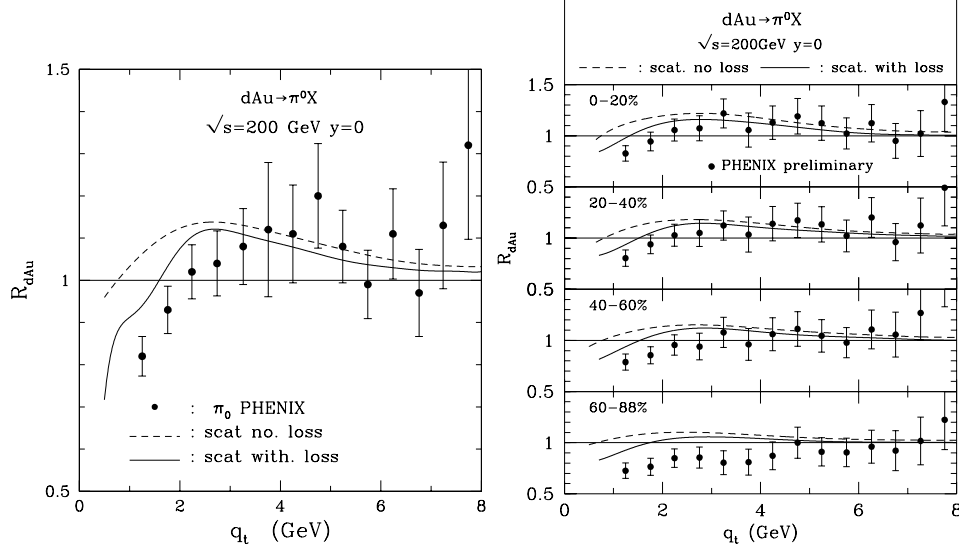 dAu→π⁰X
√s=200 GeV y=0
1.5
1
0.5
R_dAu
• : π₀ PHENIX
- - - - : scat no. loss
——— : scat with. loss
0 2 4 6 8
q_t (GeV)
dAu→π⁰X
√s=200GeV y=0
- - - - : scat. no loss ——— : scat. with loss
1.5
0-20%
1
• PHENIX preliminary
0.5
20-40%
1
R_dAu
0.5
40-60%
1
0.5
60-88%
1
0.5
0 2 4 6 8
q_t (GeV)